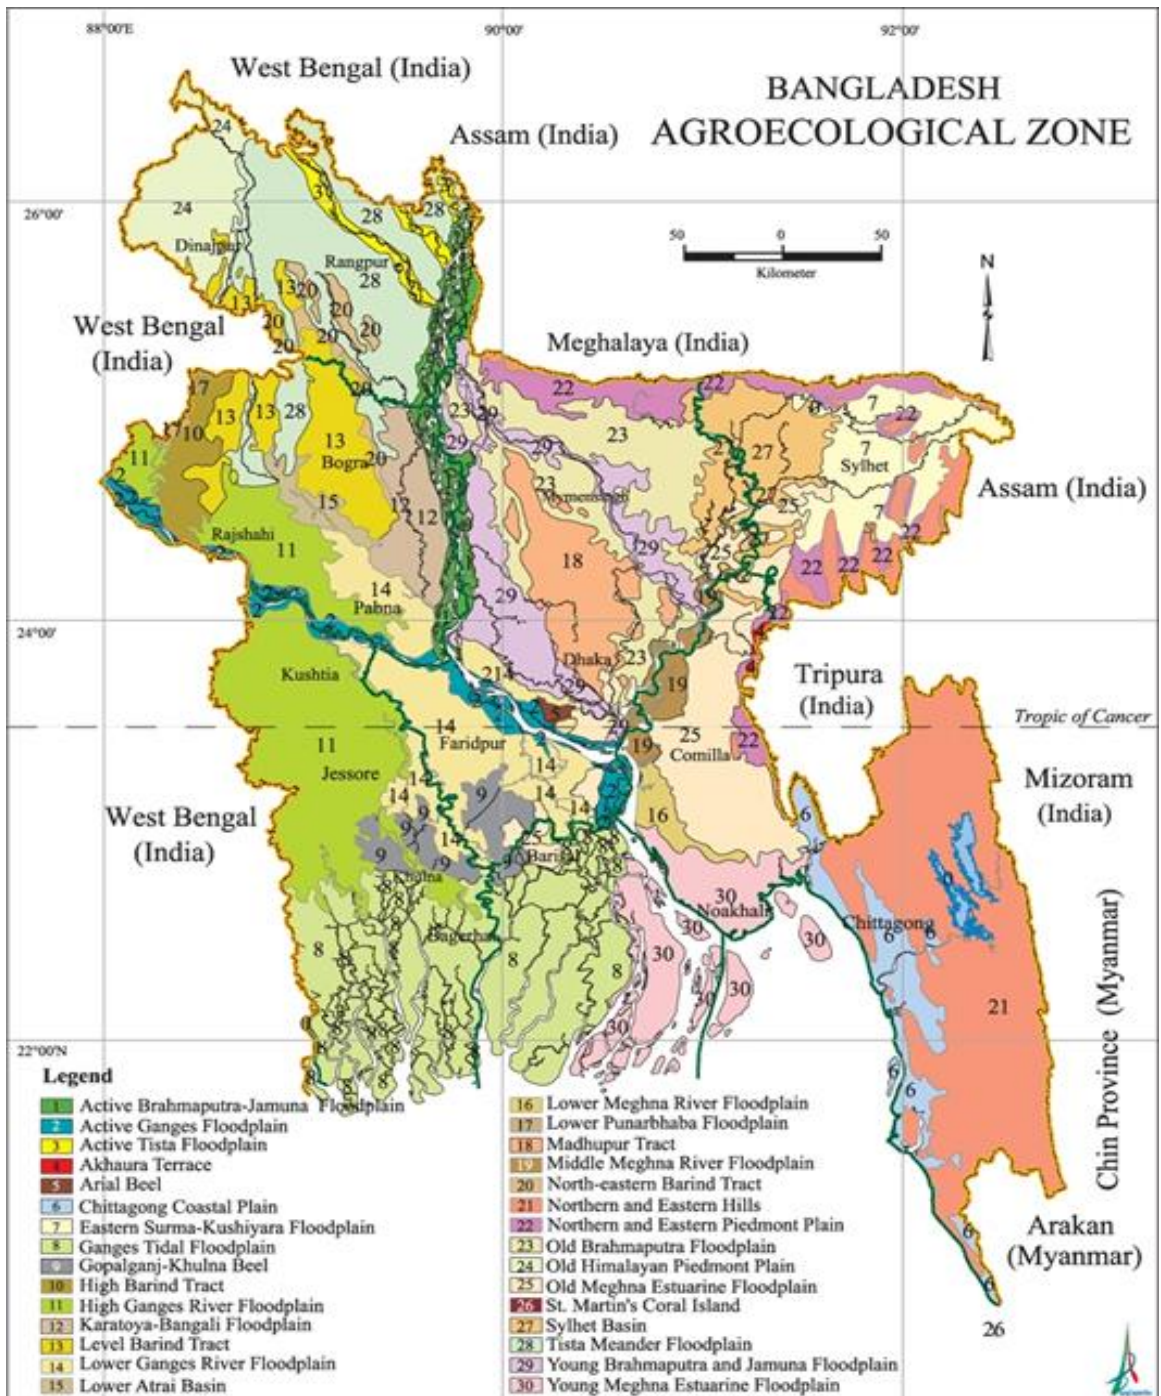 88°00'E
90°00'
92°00'
West Bengal (India)
BANGLADESH
AGROECOLOGICAL ZONE
Assam (India)
26°00'
50 0 50
Kilometer
N
Dinajpur
Rangpur
West Bengal
(India)
Meghalaya (India)
Bogra
Mymensingh
Sylhet
Assam (India)
Rajshahi
Pabna
24°00'
Kushtia
Dhaka
Tripura
(India)
Tropic of Cancer
Faridpur
Comilla
Jessore
Mizoram
(India)
West Bengal
(India)
Barisal
Khulna
Noakhali
Chittagong
Bagerhat
Chin Province (Myanmar)
22°00'N
Arakan
(Myanmar)
26
Legend
1 Active Brahmaputra-Jamuna Floodplain
2 Active Ganges Floodplain
3 Active Tista Floodplain
4 Akhaura Terrace
5 Arial Beel
6 Chittagong Coastal Plain
7 Eastern Surma-Kushiyara Floodplain
8 Ganges Tidal Floodplain
9 Gopalganj-Khulna Beel
10 High Barind Tract
11 High Ganges River Floodplain
12 Karatoya-Bangali Floodplain
13 Level Barind Tract
14 Lower Ganges River Floodplain
15 Lower Atrai Basin
16 Lower Meghna River Floodplain
17 Lower Punarbhaba Floodplain
18 Madhupur Tract
19 Middle Meghna River Floodplain
20 North-eastern Barind Tract
21 Northern and Eastern Hills
22 Northern and Eastern Piedmont Plain
23 Old Brahmaputra Floodplain
24 Old Himalayan Piedmont Plain
25 Old Meghna Estuarine Floodplain
26 St. Martin's Coral Island
27 Sylhet Basin
28 Tista Meander Floodplain
29 Young Brahmaputra and Jamuna Floodplain
30 Young Meghna Estuarine Floodplain